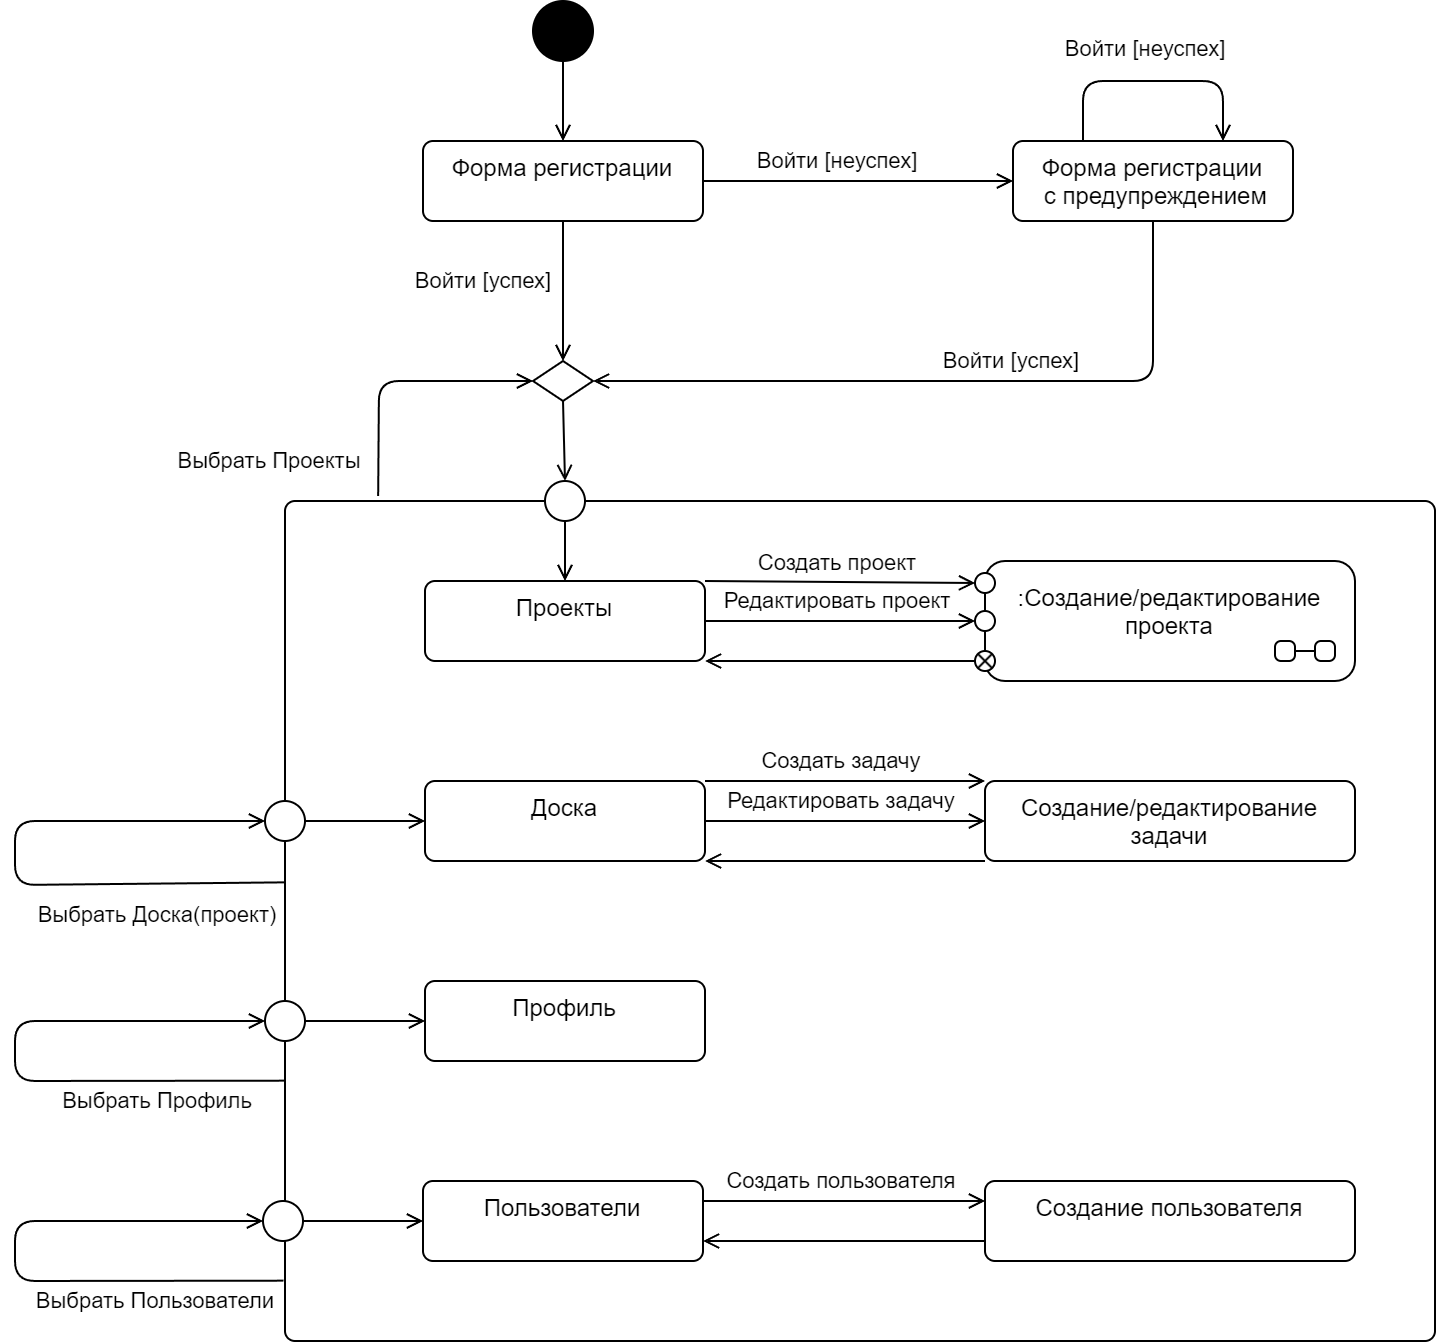 Войти [неуспех]
Форма регистрации
Войти [неуспех]
Форма регистрации
с предупреждением
Войти [успех]
Войти [успех]
Выбрать Проекты
Проекты
Создать проект
Редактировать проект
:Создание/редактирование
проекта
Доска
Создать задачу
Редактировать задачу
Создание/редактирование
задачи
Выбрать Доска(проект)
Профиль
Выбрать Профиль
Пользователи
Создать пользователя
Создание пользователя
Выбрать Пользователи